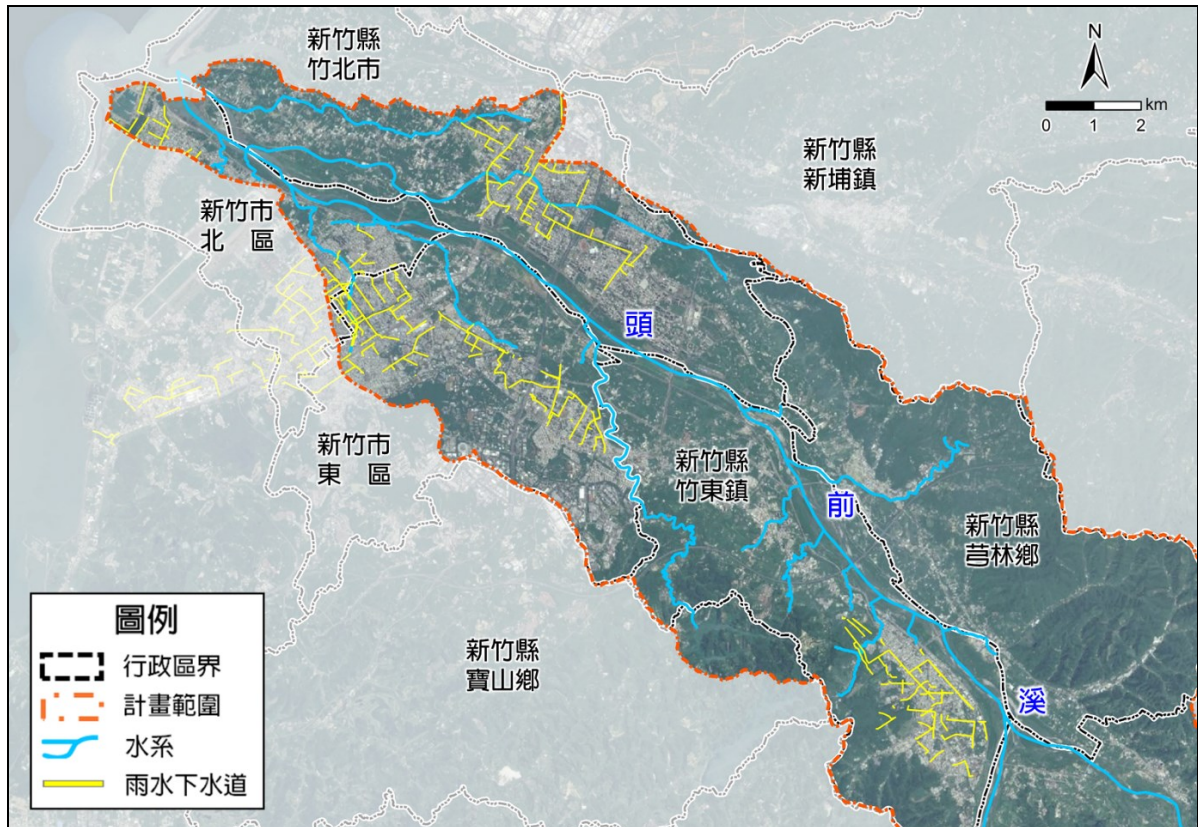 新竹縣
竹北市
N
km
0 1 2
新竹縣
新埔鎮
新竹市
北 區
頭
新竹市
東 區
新竹縣
竹東鎮
前
新竹縣
芎林鄉
新竹縣
寶山鄉
溪
圖例
行政區界
計畫範圍
水系
雨水下水道